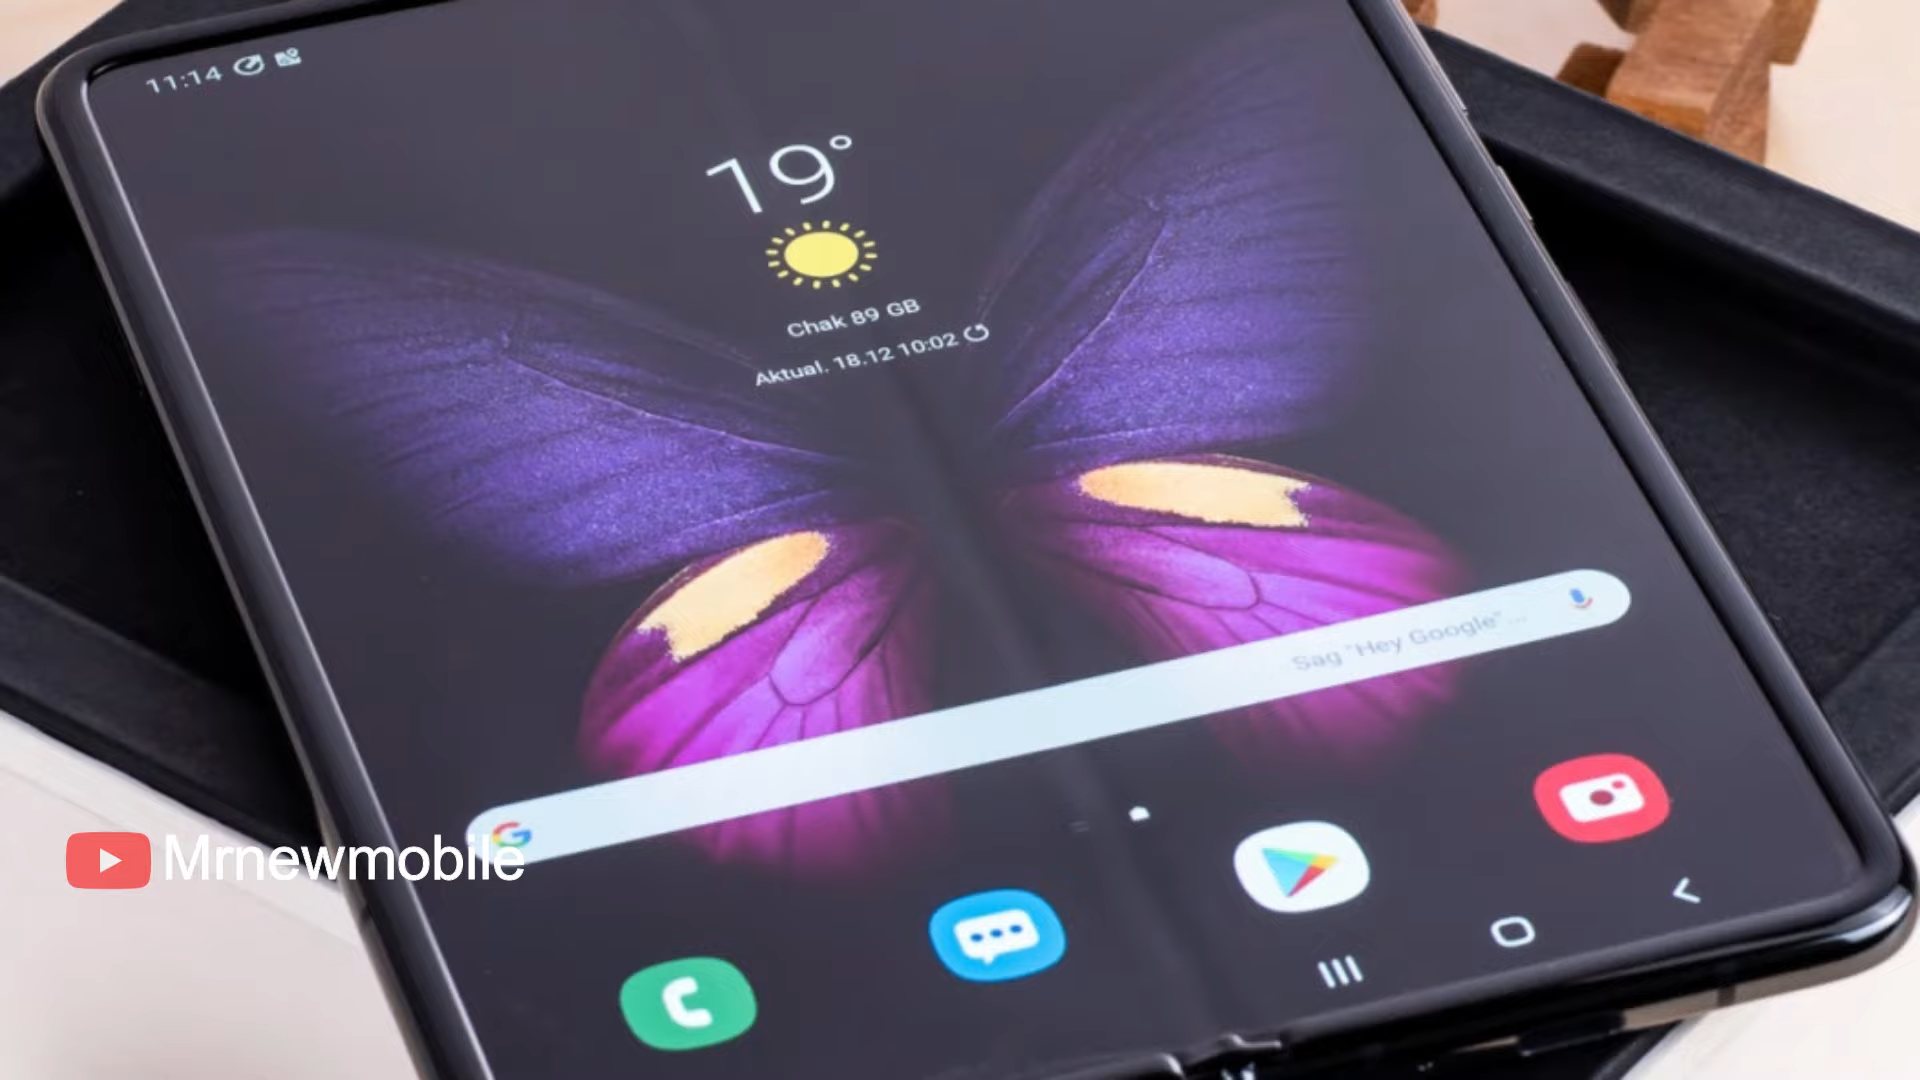 11:14
19°
Chak 89 GB
Aktual. 18.12 10:02
Sag "Hey Google" ...
G
Mrnewmobile